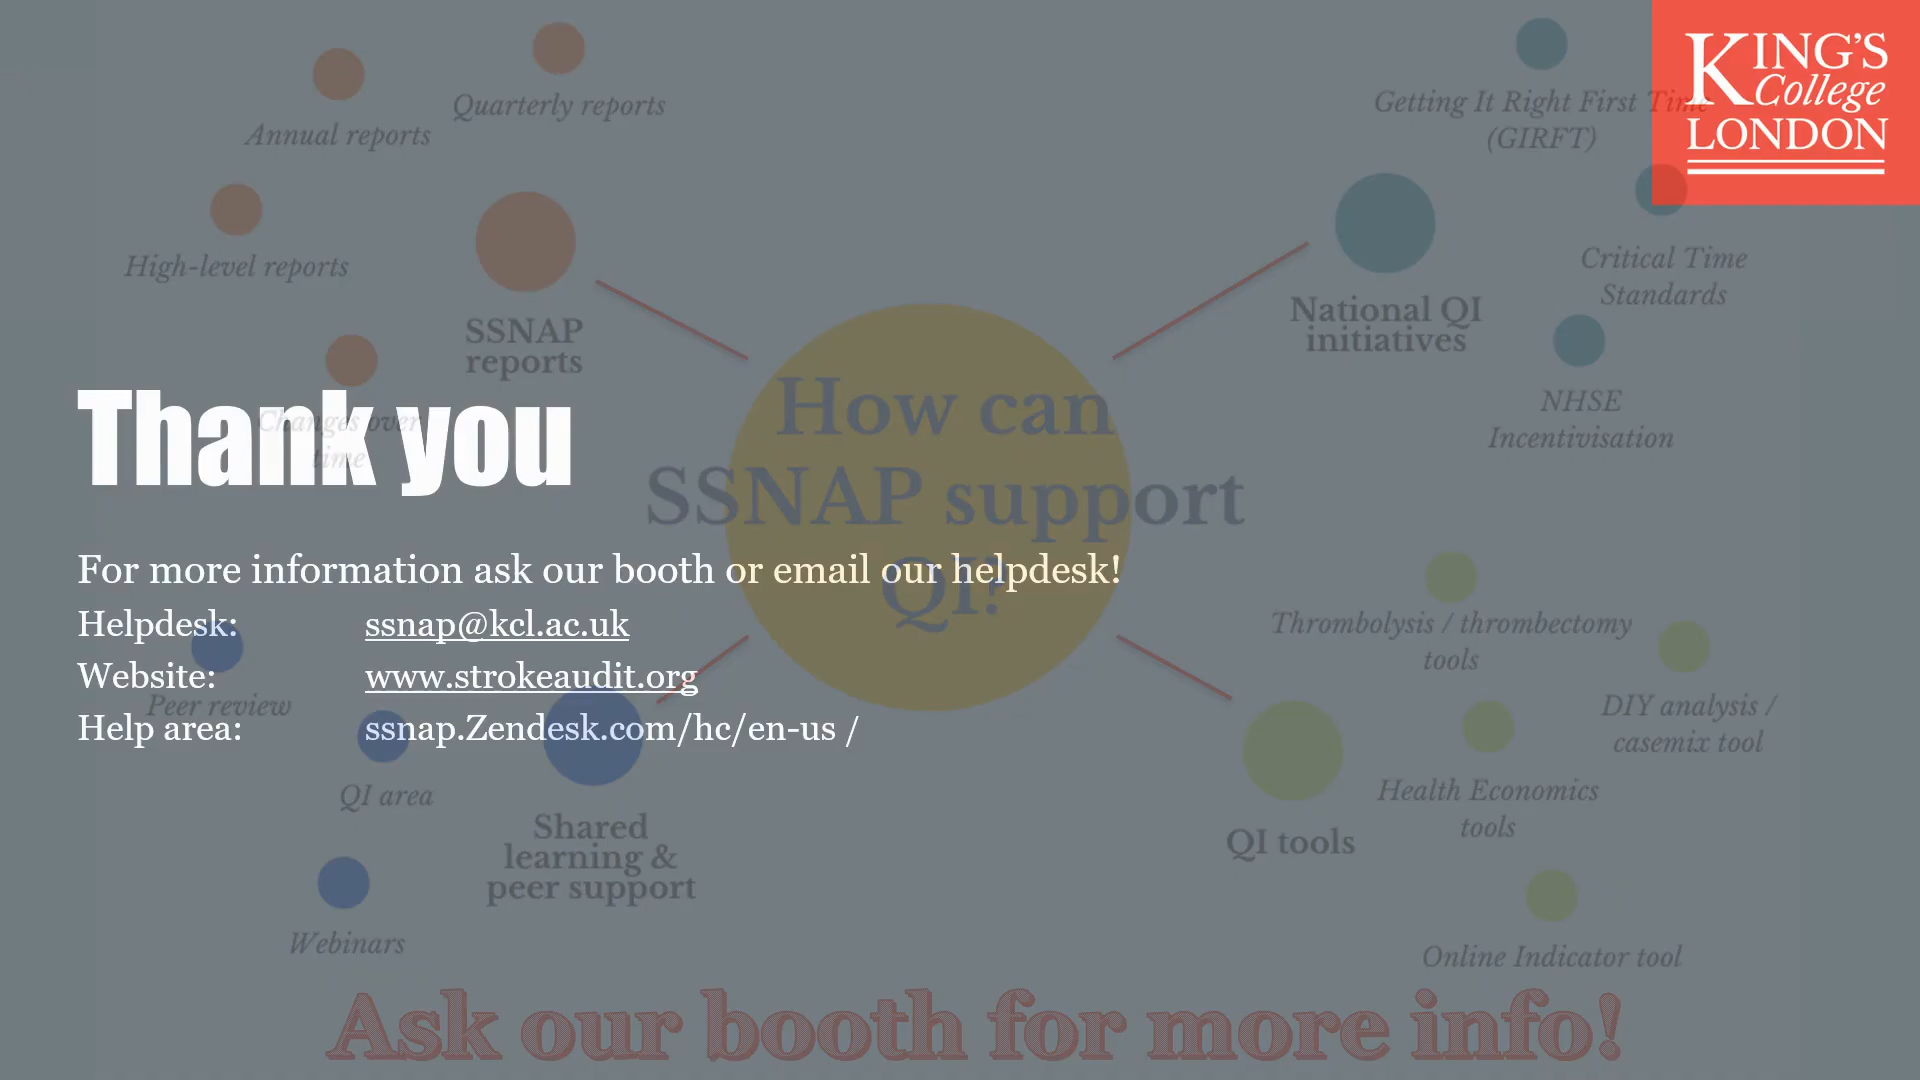 KING'S
College
LONDON
Quarterly reports
Annual reports
High-level reports
SSNAP
reports
Changes over
time
Getting It Right First Time
(GIRFT)
Critical Time
Standards
National QI
initiatives
NHSE
Incentivisation
How can
SSNAP support
QI?
Thank you
For more information ask our booth or email our helpdesk!
Helpdesk: ssnap@kcl.ac.uk
Website: www.strokeaudit.org
Help area: ssnap.Zendesk.com/hc/en-us /
Peer review
QI area
Webinars
Shared
learning &
peer support
Thrombolysis / thrombectomy
tools
DIY analysis /
casemix tool
Health Economics
tools
QI tools
Online Indicator tool
Ask our booth for more info!